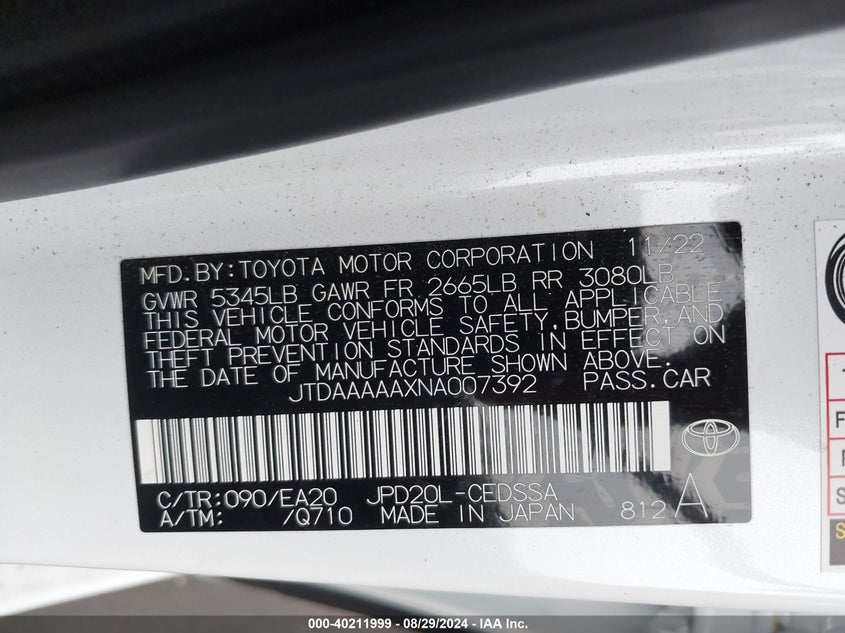 MFD.BY:TOYOTA MOTOR CORPORATION 11/22
GVWR 5345LB GAWR FR 2665LB RR 3080LB
THIS VEHICLE CONFORMS TO ALL APPLICABLE
FEDERAL MOTOR VEHICLE SAFETY,BUMPER,AND
THEFT PREVENTION STANDARDS IN EFFECT ON
THE DATE OF MANUFACTURE SHOWN ABOVE.
JTDAAAAAXNA007392 PASS.CAR
C/TR:090/EA20 JPD20L-CEDSSA
A/TM: /Q710 MADE IN JAPAN 812 A
000-40211999 - 08/29/2024 - IAA Inc.